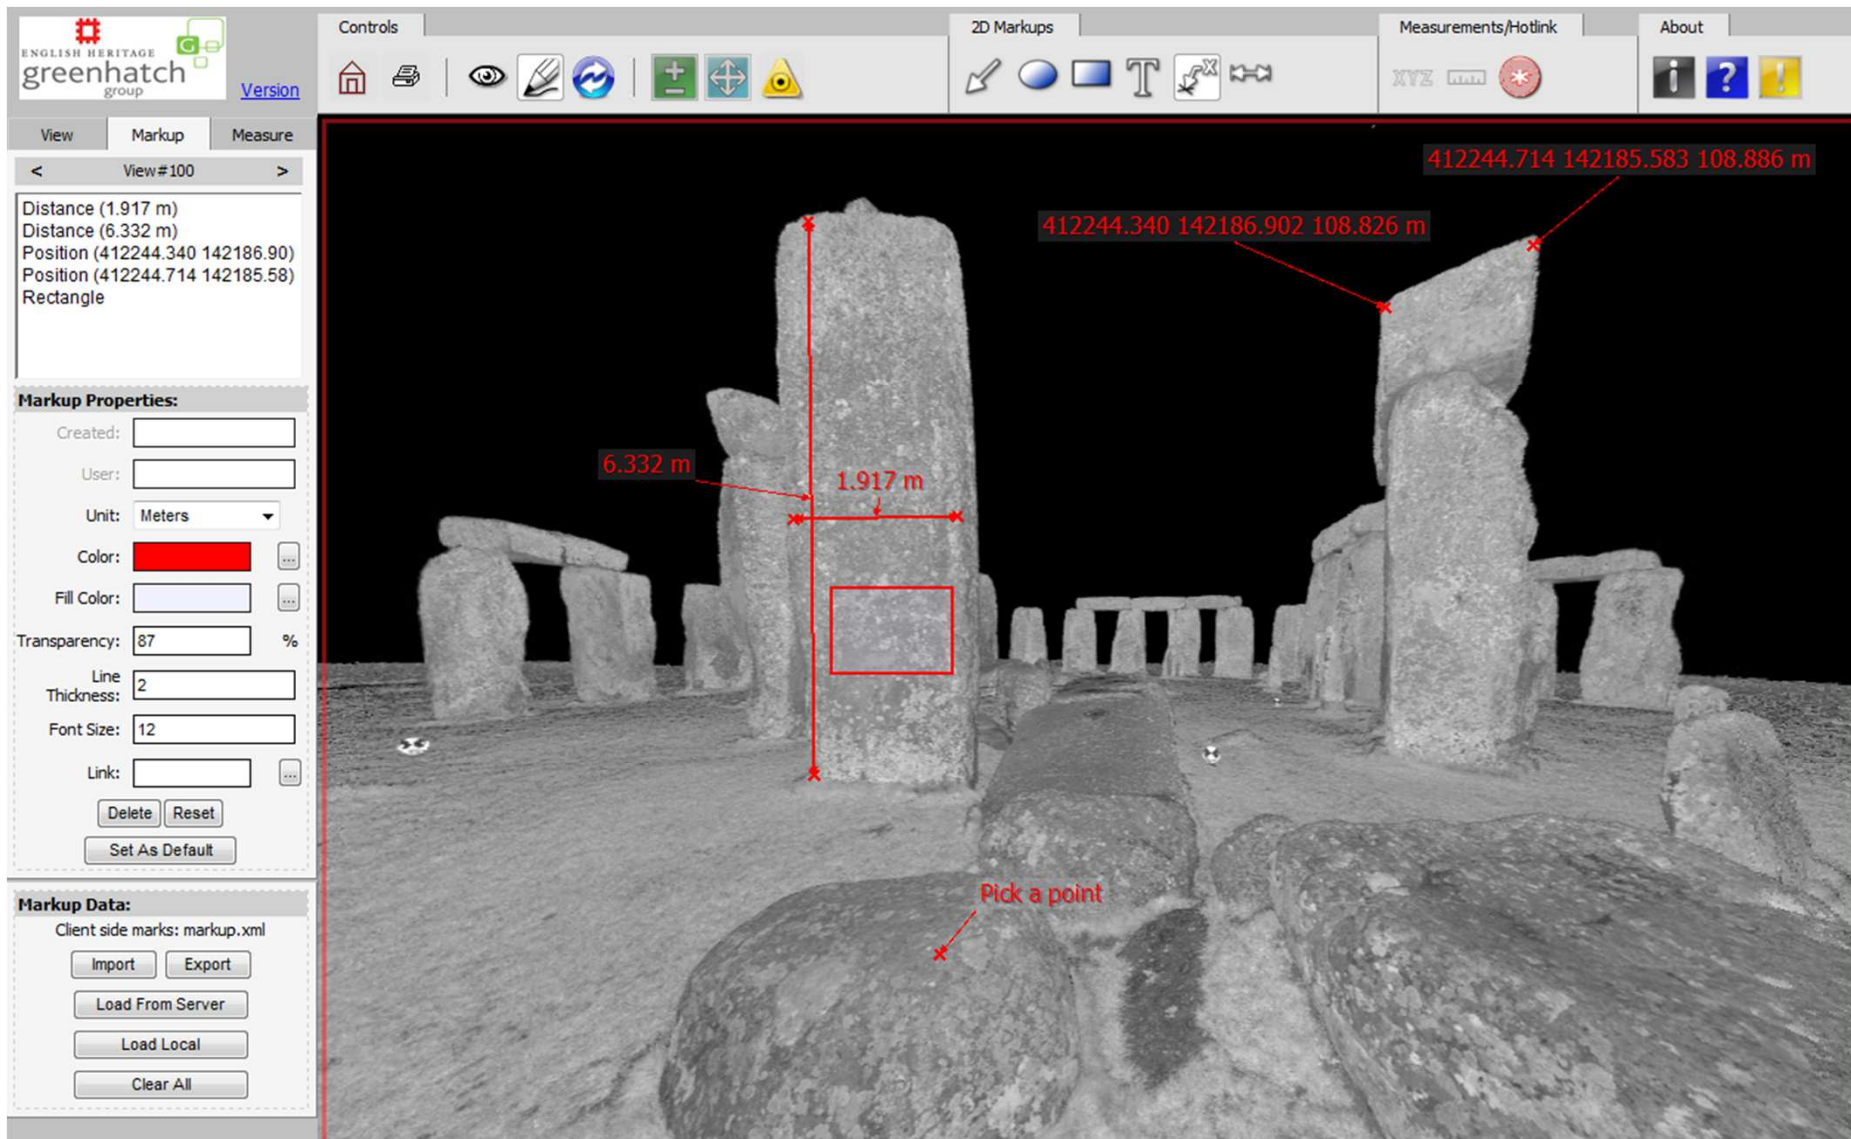 ENGLISH HERITAGE
greenhatch
group
G
Version
Controls
2D Markups
Measurements/Hotlink
About
XYZ
View
Markup
Measure
<
View#100
>
Distance (1.917 m)
Distance (6.332 m)
Position (412244.340 142186.90)
Position (412244.714 142185.58)
Rectangle
Markup Properties:
Created:
User:
Unit:
Meters
Color:
...
Fill Color:
...
Transparency:
87
%
Line
Thickness:
2
Font Size:
12
Link:
...
Delete
Reset
Set As Default
Markup Data:
Client side marks: markup.xml
Import
Export
Load From Server
Load Local
Clear All
412244.714 142185.583 108.886 m
412244.340 142186.902 108.826 m
6.332 m
1.917 m
Pick a point